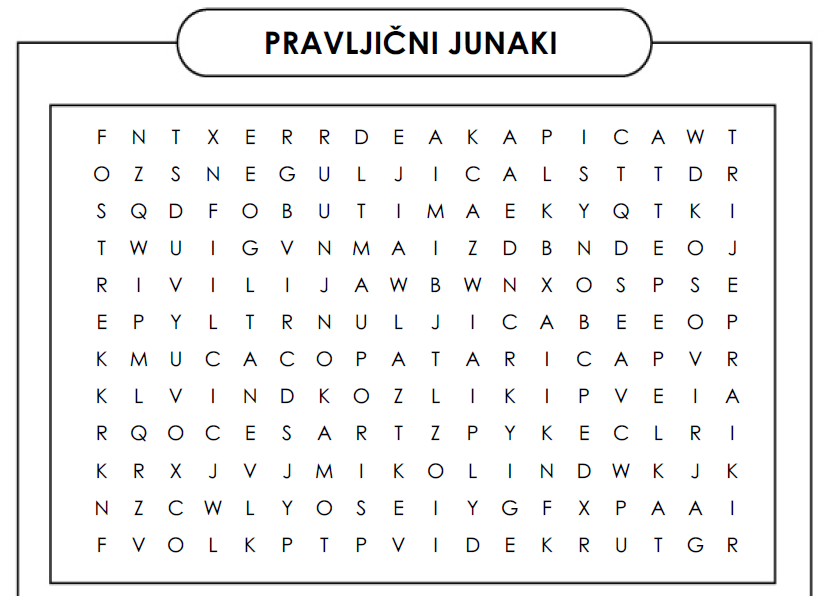 PRAVLJIČNI JUNAKI
F N T X E R R D E A K A P I C A W T
O Z S N E G U L J I C A L S T T D R
S Q D F O B U T I M A E K Y Q T K I
T W U I G V N M A I Z D B N D E O J
R I V I L I J A W B W N X O S P S E
E P Y L T R N U L J I C A B E E O P
K M U C A C O P A T A R I C A P V R
K L V I N D K O Z L I K I P V E I A
R Q O C E S A R T Z P Y K E C L R I
K R X J V J M I K O L I N D W K J K
N Z C W L Y O S E I Y G F X P A A I
F V O L K P T P V I D E K R U T G R